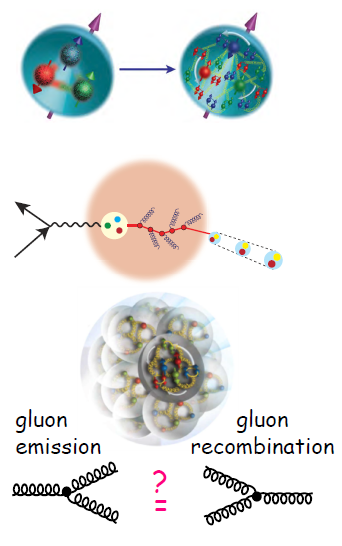 gluon
emission
gluon
recombination
?
=